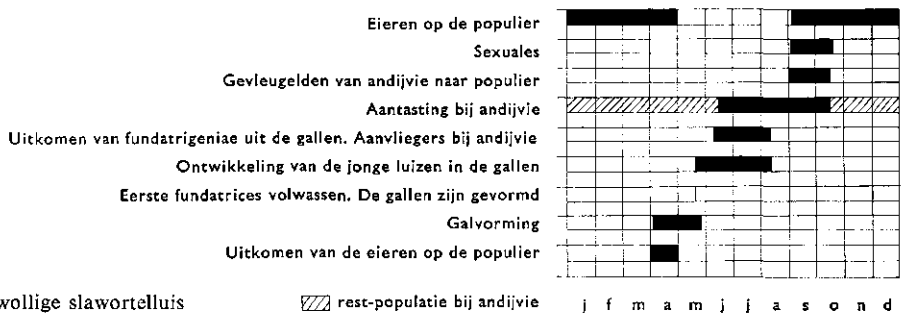 Eieren op de populier
Sexuales
Gevleugelden van andijvie naar populier
Aantasting bij andijvie
Uitkomen van fundatrigeniae uit de gallen. Aanvliegers bij andijvie
Ontwikkeling van de jonge luizen in de gallen
Eerste fundatrices volwassen. De gallen zijn gevormd
Galvorming
Uitkomen van de eieren op de populier
wollige slawortelluis
rest-populatie bij andijvie
j f m a m j j a s o n d